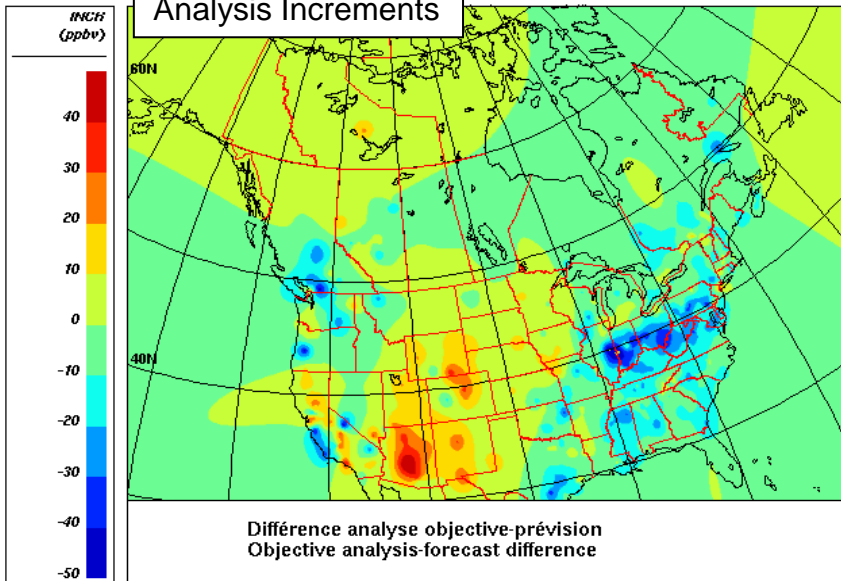 Analysis Increments
INCR
(ppbv)
40
30
20
10
0
-10
-20
-30
-40
-50
60N
40N
Différence analyse objective-prévision
Objective analysis-forecast difference